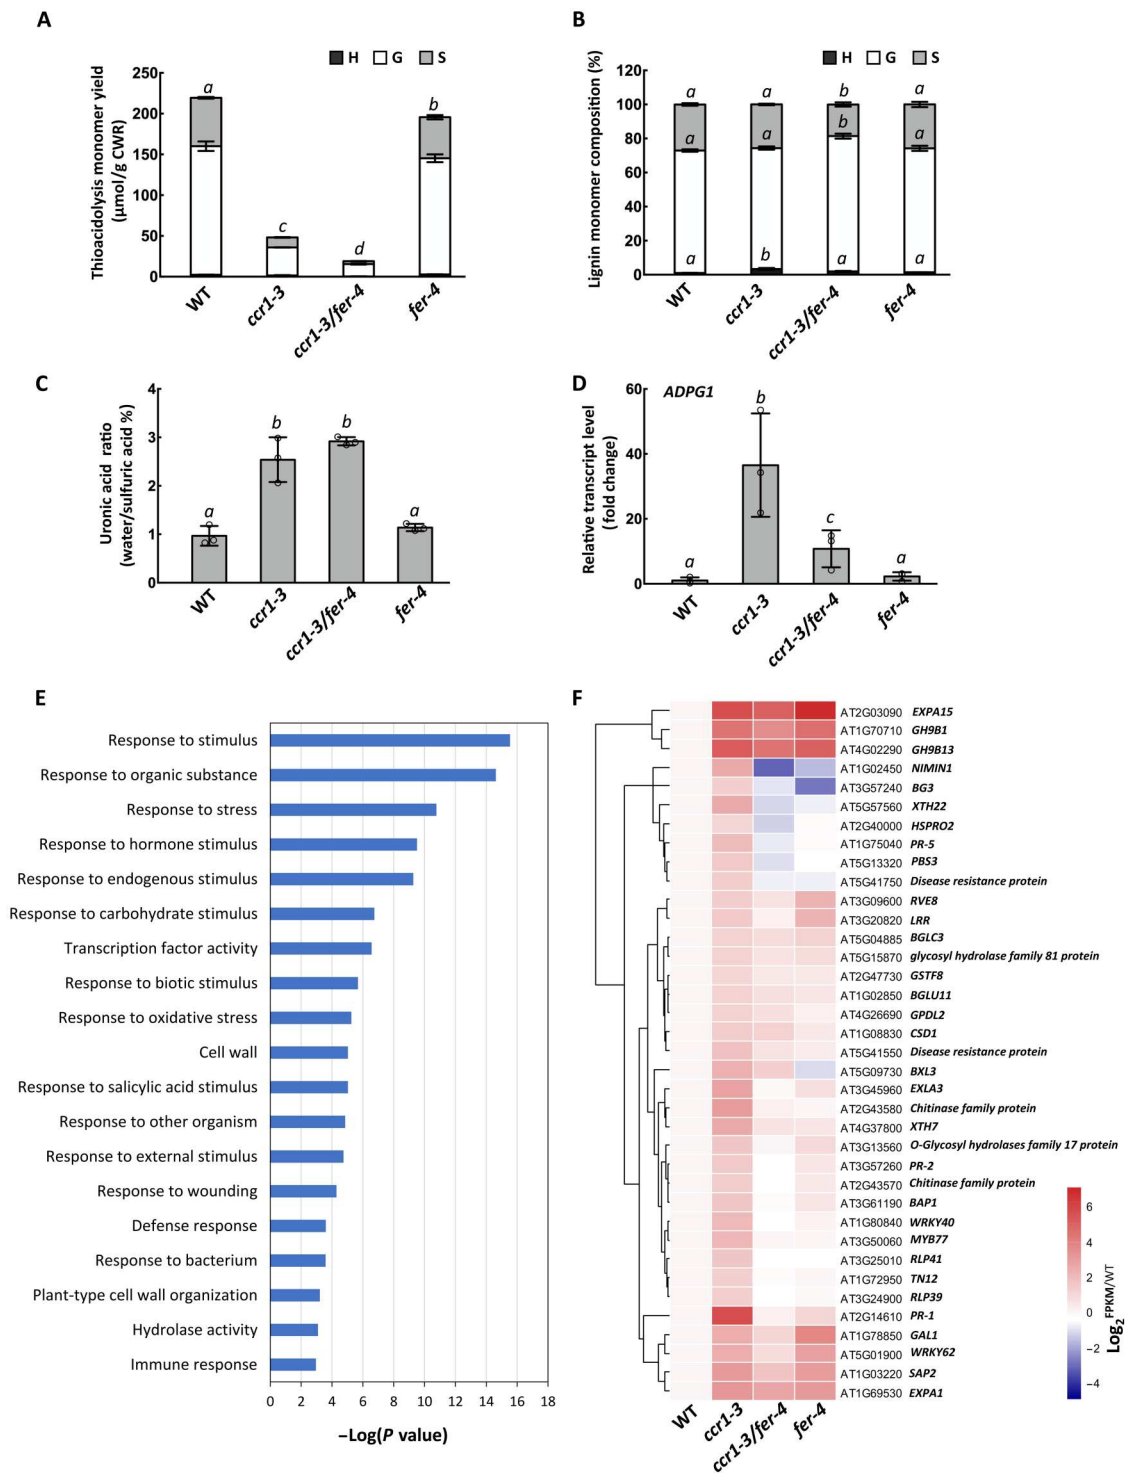 A
H G S
Thioacidolysis monomer yield
(µmol/g CWR)
250
200
150
100
50
0
a
c
d
b
WT
ccr1-3
ccr1-3/fer-4
fer-4
B
H G S
Lignin monomer composition (%)
120
100
80
60
40
20
0
a a b a
a a b a
a b a a
WT
ccr1-3
ccr1-3/fer-4
fer-4
C
Uronic acid ratio
(water/sulfuric acid %)
4
3
2
1
0
a
b
b
a
WT
ccr1-3
ccr1-3/fer-4
fer-4
D
ADPG1
Relative transcript level
(fold change)
60
40
20
0
a
b
c
a
WT
ccr1-3
ccr1-3/fer-4
fer-4
E
Response to stimulus
Response to organic substance
Response to stress
Response to hormone stimulus
Response to endogenous stimulus
Response to carbohydrate stimulus
Transcription factor activity
Response to biotic stimulus
Response to oxidative stress
Cell wall
Response to salicylic acid stimulus
Response to other organism
Response to external stimulus
Response to wounding
Defense response
Response to bacterium
Plant-type cell wall organization
Hydrolase activity
Immune response
0 2 4 6 8 10 12 14 16 18
−Log(P value)
F
AT2G03090 EXPA15
AT1G70710 GH9B1
AT4G02290 GH9B13
AT1G02450 NIMIN1
AT3G57240 BG3
AT5G57560 XTH22
AT2G40000 HSPRO2
AT1G75040 PR-5
AT5G13320 PBS3
AT5G41750 Disease resistance protein
AT3G09600 RVE8
AT3G20820 LRR
AT5G04885 BGLC3
AT5G15870 glycosyl hydrolase family 81 protein
AT2G47730 GSTF8
AT1G02850 BGLU11
AT4G26690 GPDL2
AT1G08830 CSD1
AT5G41550 Disease resistance protein
AT5G09730 BXL3
AT3G45960 EXLA3
AT2G43580 Chitinase family protein
AT4G37800 XTH7
AT3G13560 O-Glycosyl hydrolases family 17 protein
AT3G57260 PR-2
AT2G43570 Chitinase family protein
AT3G61190 BAP1
AT1G80840 WRKY40
AT3G50060 MYB77
AT3G25010 RLP41
AT1G72950 TN12
AT3G24900 RLP39
AT2G14610 PR-1
AT1G78850 GAL1
AT5G01900 WRKY62
AT1G03220 SAP2
AT1G69530 EXPA1
WT
ccr1-3
ccr1-3/fer-4
fer-4
6
4
2
0
−2
−4
Log2 FPKM/WT